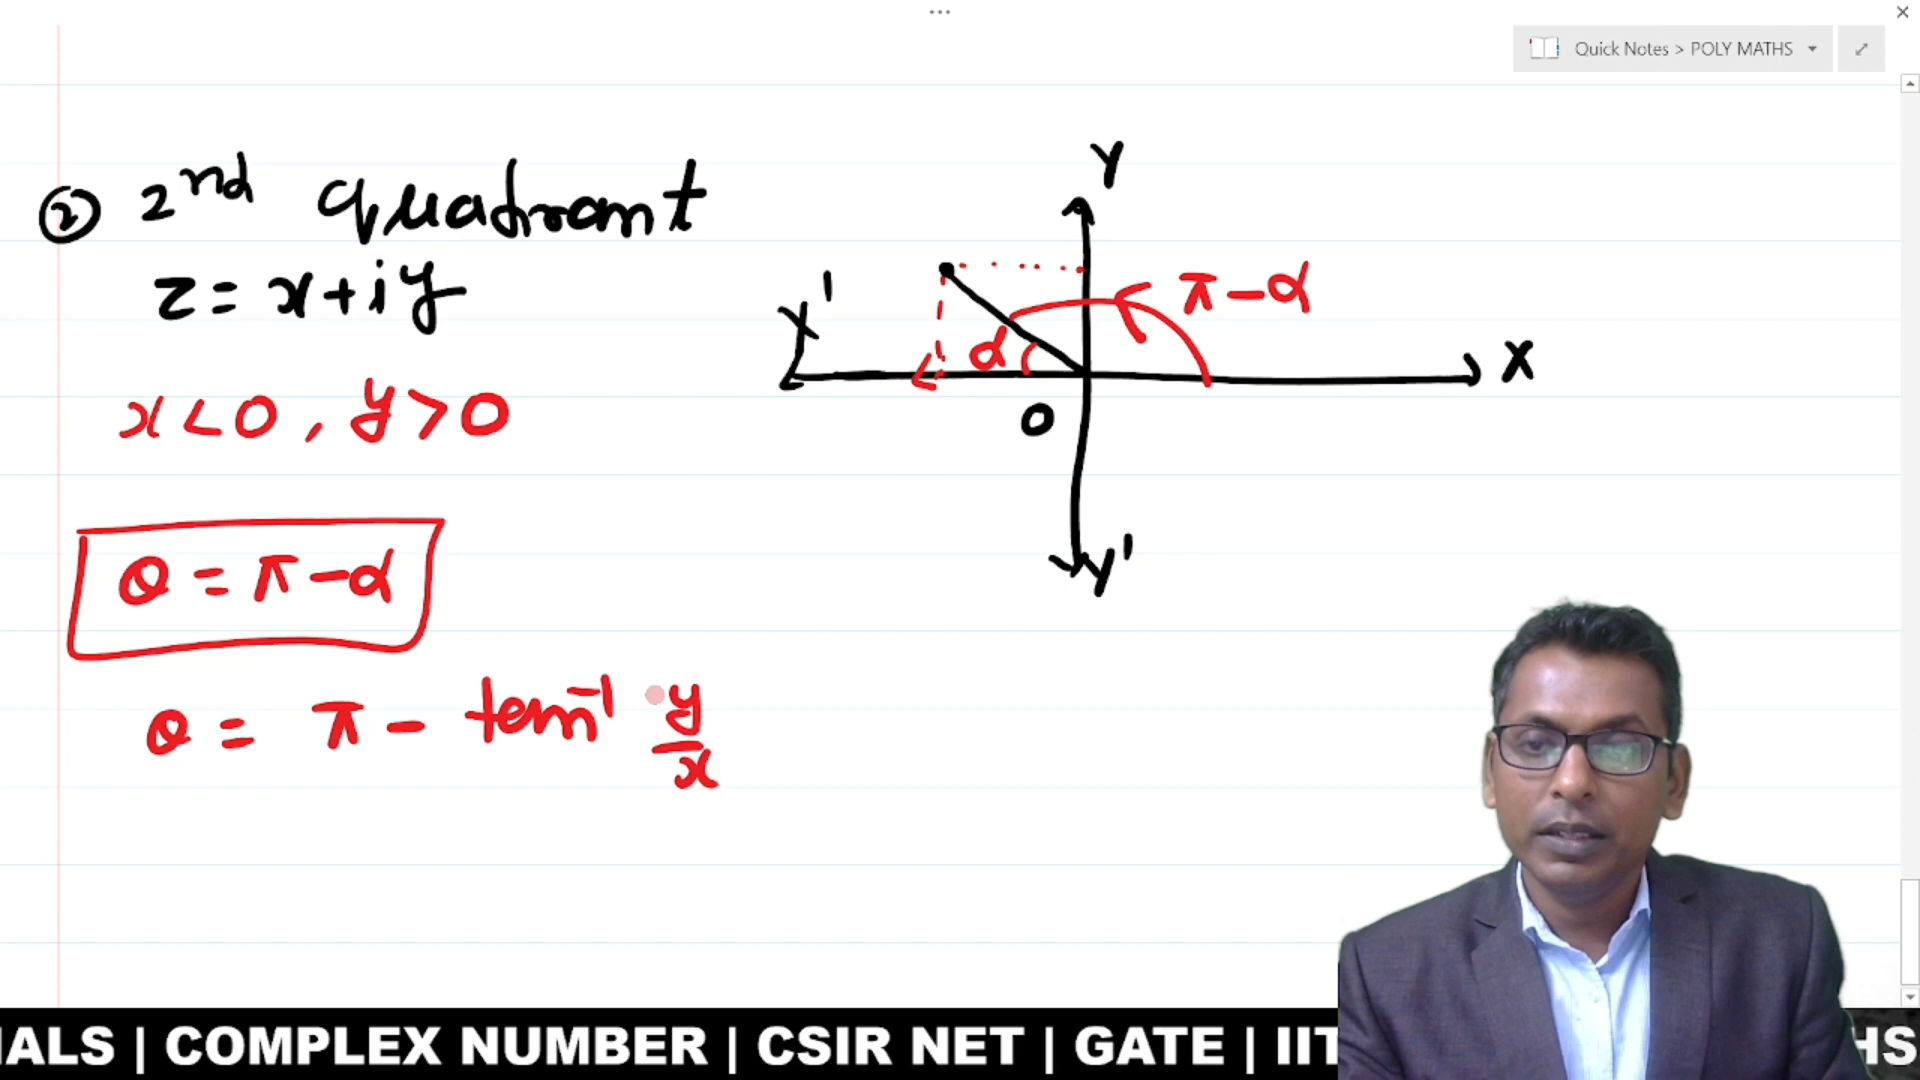 Quick Notes > POLY MATHS
② 2nd quadrant
z = x + iy
x < 0, y > 0
θ = π - α
θ = π - tan⁻¹ y/x
Y
X'
π - α
α
X
O
Y'
IALS | COMPLEX NUMBER | CSIR NET | GATE | IIT
HS